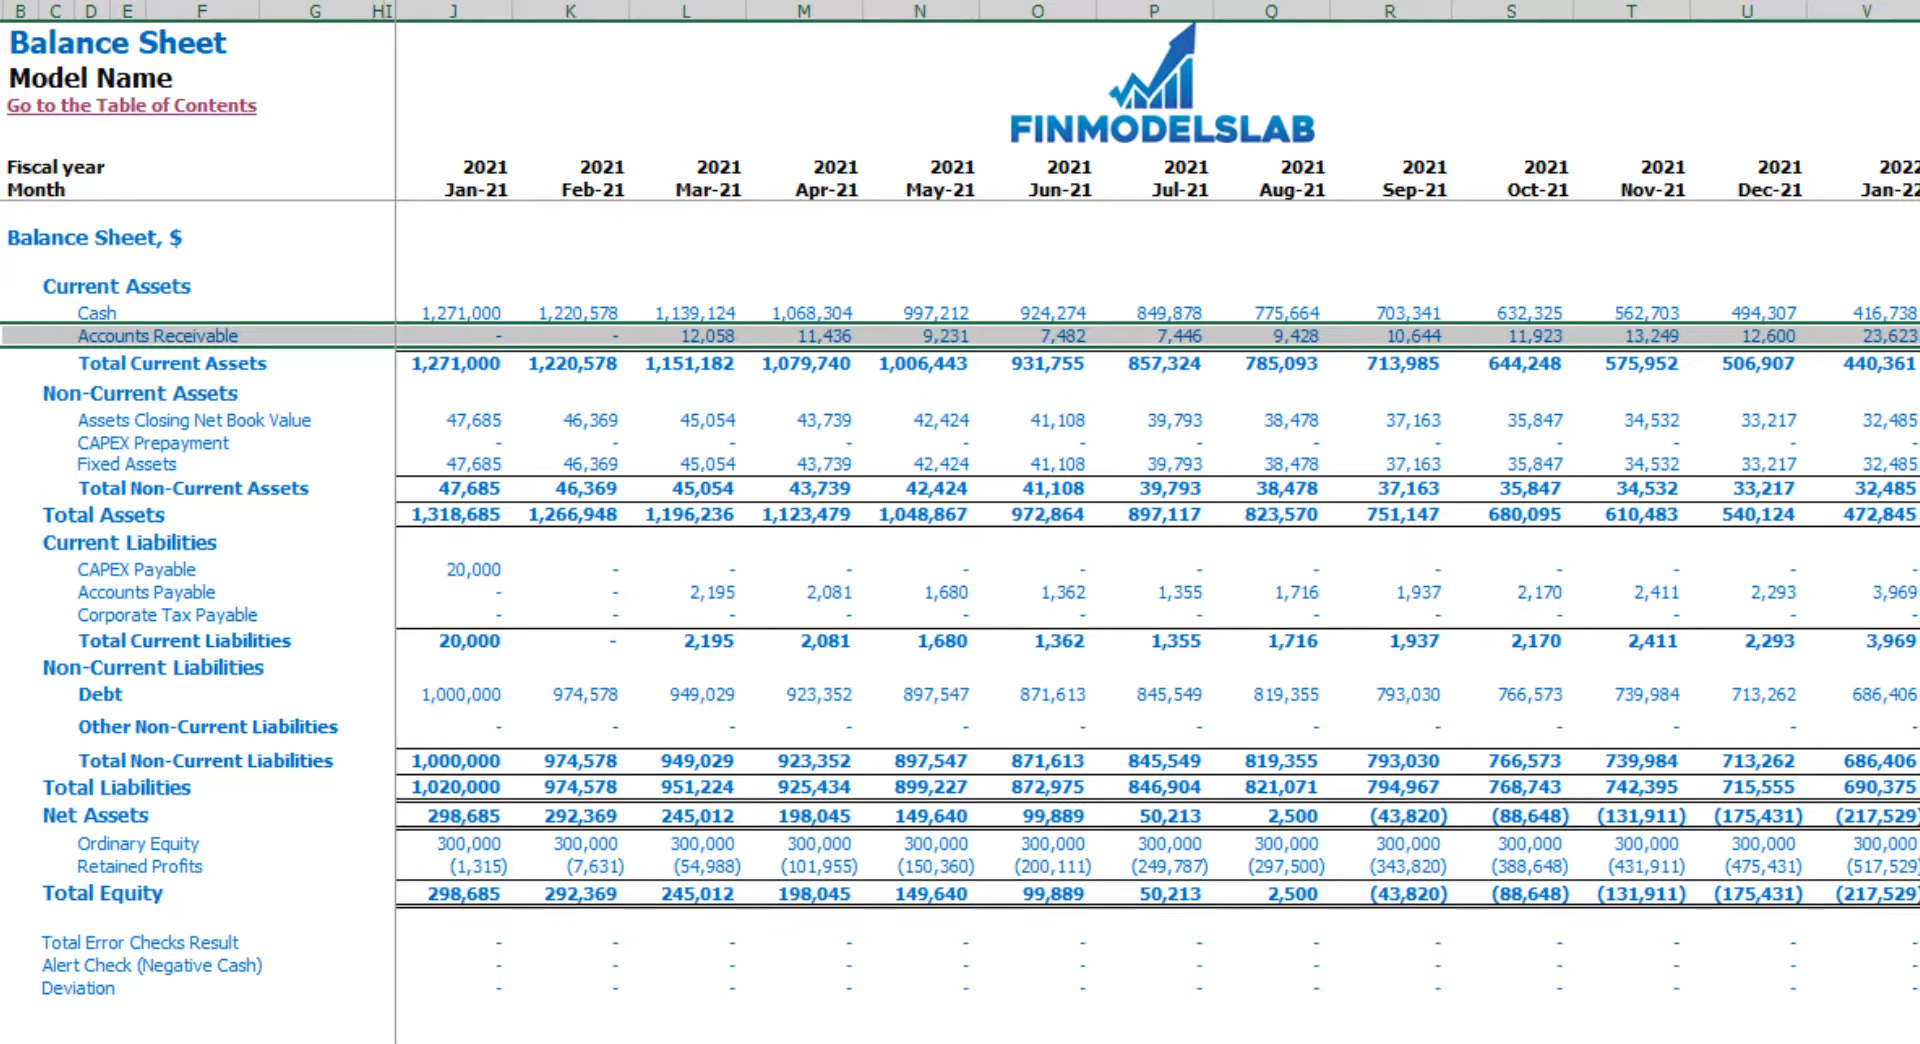 B C D E F G H I J K L M N O P Q R S T U V
Balance Sheet
Model Name
Go to the Table of Contents
FINMODELSLAB
Fiscal year 2021 2021 2021 2021 2021 2021 2021 2021 2021 2021 2021 2021 2022
Month Jan-21 Feb-21 Mar-21 Apr-21 May-21 Jun-21 Jul-21 Aug-21 Sep-21 Oct-21 Nov-21 Dec-21 Jan-22
Balance Sheet, $
Current Assets
Cash 1,271,000 1,220,578 1,139,124 1,068,304 997,212 924,274 849,878 775,664 703,341 632,325 562,703 494,307 416,738
Accounts Receivable - - 12,058 11,436 9,231 7,482 7,446 9,428 10,644 11,923 13,249 12,600 23,623
Total Current Assets 1,271,000 1,220,578 1,151,182 1,079,740 1,006,443 931,755 857,324 785,093 713,985 644,248 575,952 506,907 440,361
Non-Current Assets
Assets Closing Net Book Value 47,685 46,369 45,054 43,739 42,424 41,108 39,793 38,478 37,163 35,847 34,532 33,217 32,485
CAPEX Prepayment - - - - - - - - - - - - -
Fixed Assets 47,685 46,369 45,054 43,739 42,424 41,108 39,793 38,478 37,163 35,847 34,532 33,217 32,485
Total Non-Current Assets 47,685 46,369 45,054 43,739 42,424 41,108 39,793 38,478 37,163 35,847 34,532 33,217 32,485
Total Assets 1,318,685 1,266,948 1,196,236 1,123,479 1,048,867 972,864 897,117 823,570 751,147 680,095 610,483 540,124 472,845
Current Liabilities
CAPEX Payable 20,000 - - - - - - - - - - - -
Accounts Payable - - 2,195 2,081 1,680 1,362 1,355 1,716 1,937 2,170 2,411 2,293 3,969
Corporate Tax Payable - - - - - - - - - - - - -
Total Current Liabilities 20,000 - 2,195 2,081 1,680 1,362 1,355 1,716 1,937 2,170 2,411 2,293 3,969
Non-Current Liabilities
Debt 1,000,000 974,578 949,029 923,352 897,547 871,613 845,549 819,355 793,030 766,573 739,984 713,262 686,406
Other Non-Current Liabilities - - - - - - - - - - - - -
Total Non-Current Liabilities 1,000,000 974,578 949,029 923,352 897,547 871,613 845,549 819,355 793,030 766,573 739,984 713,262 686,406
Total Liabilities 1,020,000 974,578 951,224 925,434 899,227 872,975 846,904 821,071 794,967 768,743 742,395 715,555 690,375
Net Assets 298,685 292,369 245,012 198,045 149,640 99,889 50,213 2,500 (43,820) (88,648) (131,911) (175,431) (217,529)
Ordinary Equity 300,000 300,000 300,000 300,000 300,000 300,000 300,000 300,000 300,000 300,000 300,000 300,000 300,000
Retained Profits (1,315) (7,631) (54,988) (101,955) (150,360) (200,111) (249,787) (297,500) (343,820) (388,648) (431,911) (475,431) (517,529
Total Equity 298,685 292,369 245,012 198,045 149,640 99,889 50,213 2,500 (43,820) (88,648) (131,911) (175,431) (217,529)
Total Error Checks Result - - - - - - - - - - - - -
Alert Check (Negative Cash) - - - - - - - - - - - - -
Deviation - - - - - - - - - - - - -